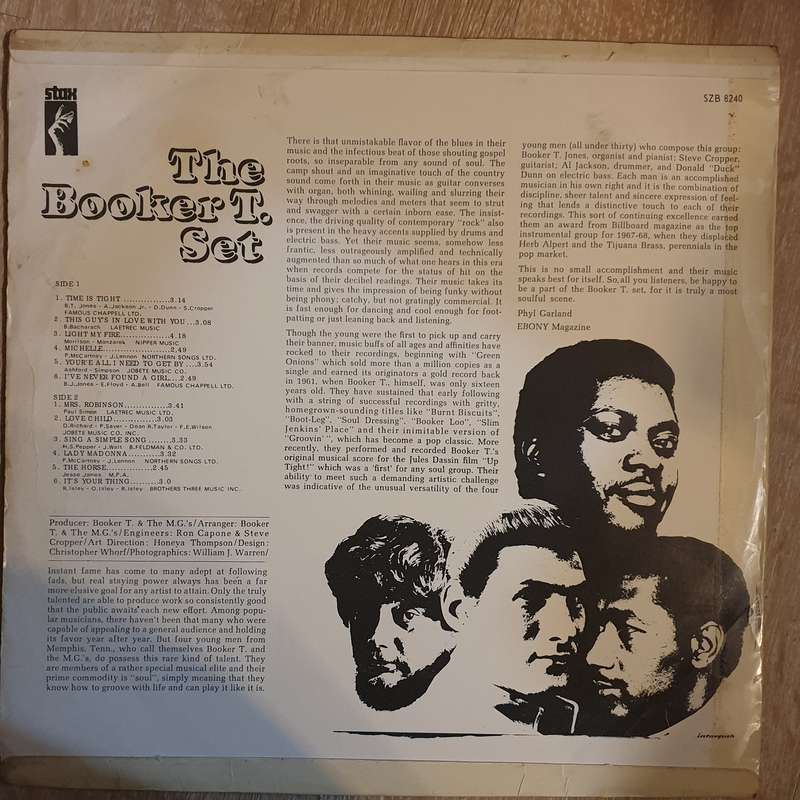 stax
SZB 8240
The
Booker T.
Set
SIDE 1
1. TIME IS TIGHT ................3.14
B.T. Jones - A.Jackson Jr. - D.Dunn - S.Cropper
FAMOUS CHAPPELL LTD.
2. THIS GUY'S IN LOVE WITH YOU ...3.08
B.Bacharach LAETREC MUSIC
3. LIGHT MY FIRE.................4.18
Morrison - Manzarek NIPPER MUSIC
4. MICHELLE......................2.49
P.McCartney - J.Lennon NORTHERN SONGS LTD.
5. YOUR'E ALL I NEED TO GET BY ....3.54
Ashford - Simpson JOBETE MUSIC CO.
6. I'VE NEVER FOUND A GIRL...2.49
B.J.Jones - E.Floyd - A.Bell FAMOUS CHAPPELL LTD.
SIDE 2
1. MRS. ROBINSON................3.41
Paul Simon LAETREC MUSIC LTD.
2. LOVE CHILD...................3.03
D.Richard - P.Sayer - Dean R.Taylor - F.E.Wilson
JOBETE MUSIC CO. INC.
3. SING A SIMPLE SONG ........3.33
H.S.Pepper - J.Watt B.FELDMAN & CO. LTD.
4. LADY MADONNA ...........3.32
P.McCartney - J.Lennon NORTHERN SONGS LTD.
5. THE HORSE................2.45
Jesse James M.P.A.
6. IT'S YOUR THING.........3.0
R.Isley - O.Isley - R.Isley BROTHERS THREE MUSIC INC.
Producer: Booker T. & The M.G.'s/Arranger: Booker
T. & The M.G.'s/Engineers: Ron Capone & Steve
Cropper/Art Direction: Honeya Thompson/Design:
Christopher Whorf/Photographics: William J. Warren/
Instant fame has come to many adept at following
fads, but real staying power always has been a far
more elusive goal for any artist to attain. Only the truly
talented are able to produce work so consistently good
that the public awaits each new effort. Among popu-
lar musicians, there haven't been that many who were
capable of appealing to a general audience and holding
its favor year after year. But four young men from
Memphis, Tenn., who call themselves Booker T. and
the M.G.'s, do possess this rare kind of talent. They
are members of a rather special musical elite and their
prime commodity is "soul", simply meaning that they
know how to groove with life and can play it like it is.
There is that unmistakable flavor of the blues in their
music and the infectious beat of those shouting gospel
roots, so inseparable from any sound of soul. The
camp shout and an imaginative touch of the country
sound come forth in their music as guitar converses
with organ, both whining, wailing and slurring their
way through melodies and meters that seem to strut
and swagger with a certain inborn ease. The insist-
ence, the driving quality of contemporary "rock" also
is present in the heavy accents supplied by drums and
electric bass. Yet their music seems, somehow less
frantic, less outrageously amplified and technically
augmented than so much of what one hears in this era
when records compete for the status of hit on the
basis of their decibel readings. Their music takes its
time and gives the impression of being funky without
being phony; catchy, but not gratingly commercial. It
is fast enough for dancing and cool enough for foot-
patting or just leaning back and listening.
Though the young were the first to pick up and carry
their banner, music buffs of all ages and affinities have
rocked to their recordings, beginning with "Green
Onions" which sold more than a million copies as a
single and earned its originators a gold record back
in 1961, when Booker T., himself, was only sixteen
years old. They have sustained that early following
with a string of successful recordings with gritty,
homegrown-sounding titles like "Burnt Biscuits",
"Boot-Leg", "Soul Dressing", "Booker Loo", "Slim
Jenkins' Place" and their inimitable version of
"Groovin'", which has become a pop classic. More
recently, they performed and recorded Booker T.'s
original musical score for the Jules Dassin film "Up
Tight!" which was a 'first' for any soul group. Their
ability to meet such a demanding artistic challenge
was indicative of the unusual versatility of the four
young men (all under thirty) who compose this group:
Booker T. Jones, organist and pianist; Steve Cropper,
guitarist; Al Jackson, drummer, and Donald "Duck"
Dunn on electric bass. Each man is an accomplished
musician in his own right and it is the combination of
discipline, sheer talent and sincere expression of feel-
ing that lends a distinctive touch to each of their
recordings. This sort of continuing excellence earned
them an award from Billboard magazine as the top
instrumental group for 1967-68, when they displaced
Herb Alpert and the Tijuana Brass, perennials in the
pop market.
This is no small accomplishment and their music
speaks best for itself. So, all you listeners, be happy to
be a part of the Booker T. set, for it is truly a most
soulful scene.
Phyl Garland
EBONY Magazine
interpak